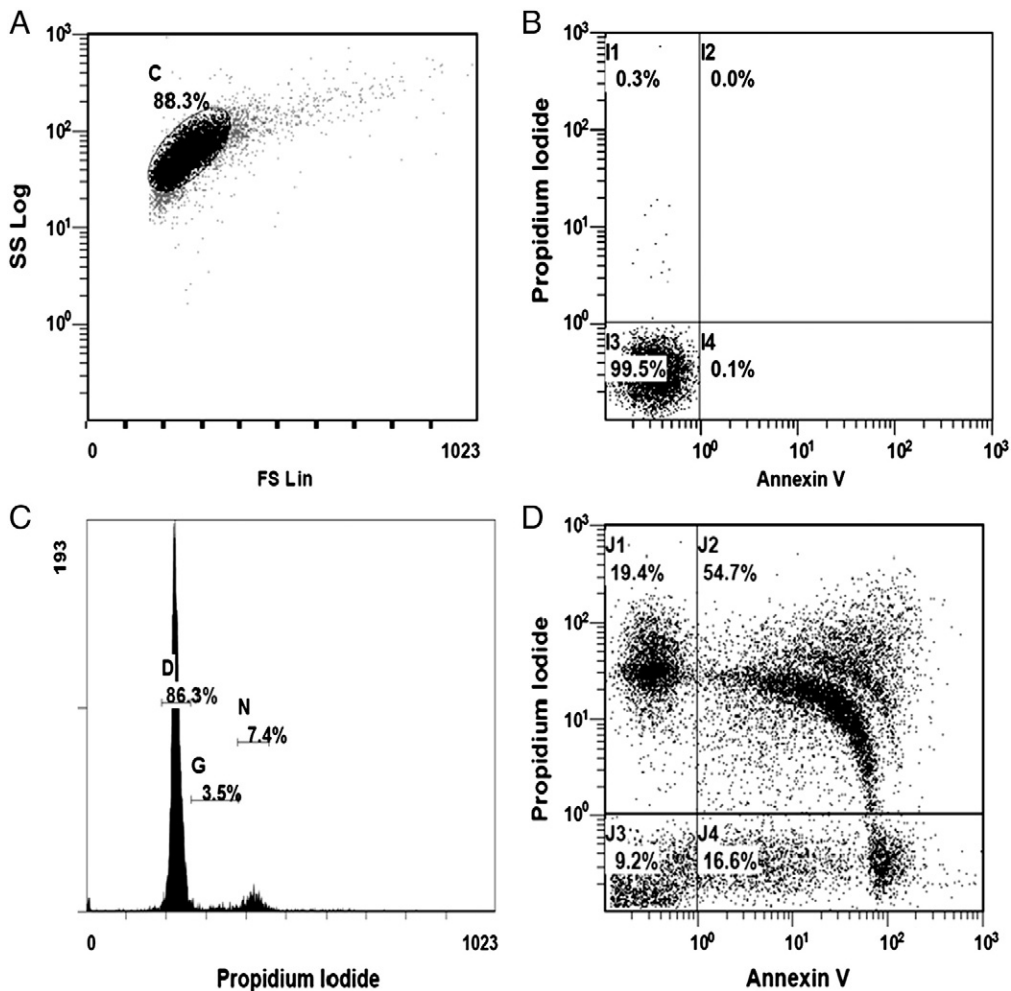 A
10³
C
88.3%
10²
SS Log
10¹
10⁰
0
1023
FS Lin
B
10³
I1
I2
0.3%
0.0%
10²
Propidium Iodide
10¹
10⁰
I3
I4
99.5%
0.1%
10⁰
10¹
10²
10³
Annexin V
C
193
D
86.3%
N
7.4%
G
3.5%
0
1023
Propidium Iodide
D
10³
J1
J2
19.4%
54.7%
10²
Propidium Iodide
10¹
10⁰
J3
J4
9.2%
16.6%
10⁰
10¹
10²
10³
Annexin V